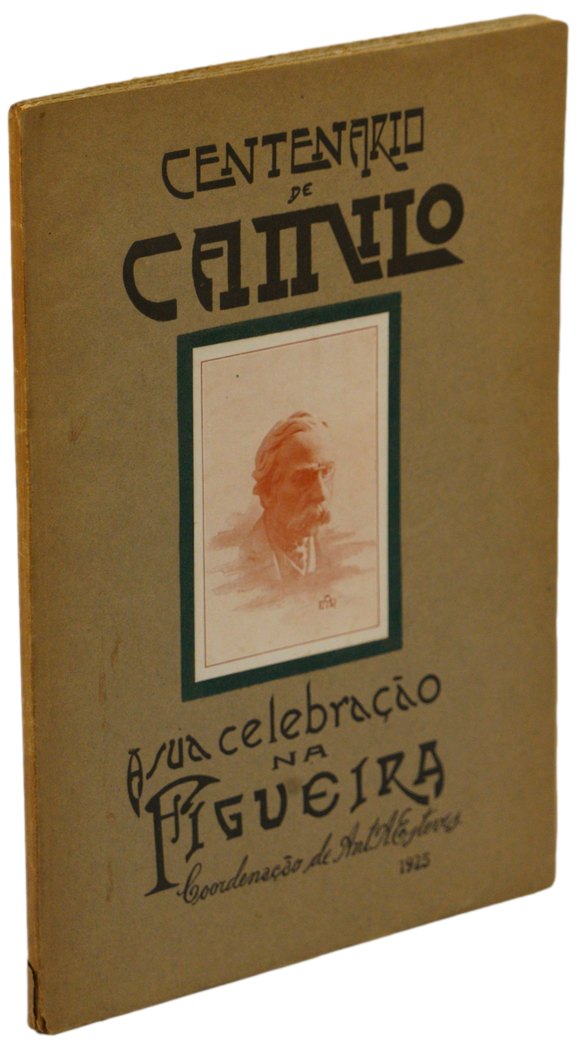 CENTENARIO
DE
CAMILO
A sua celebração
NA
FIGUEIRA
Coordenação de Ant. A. Esteves
1925